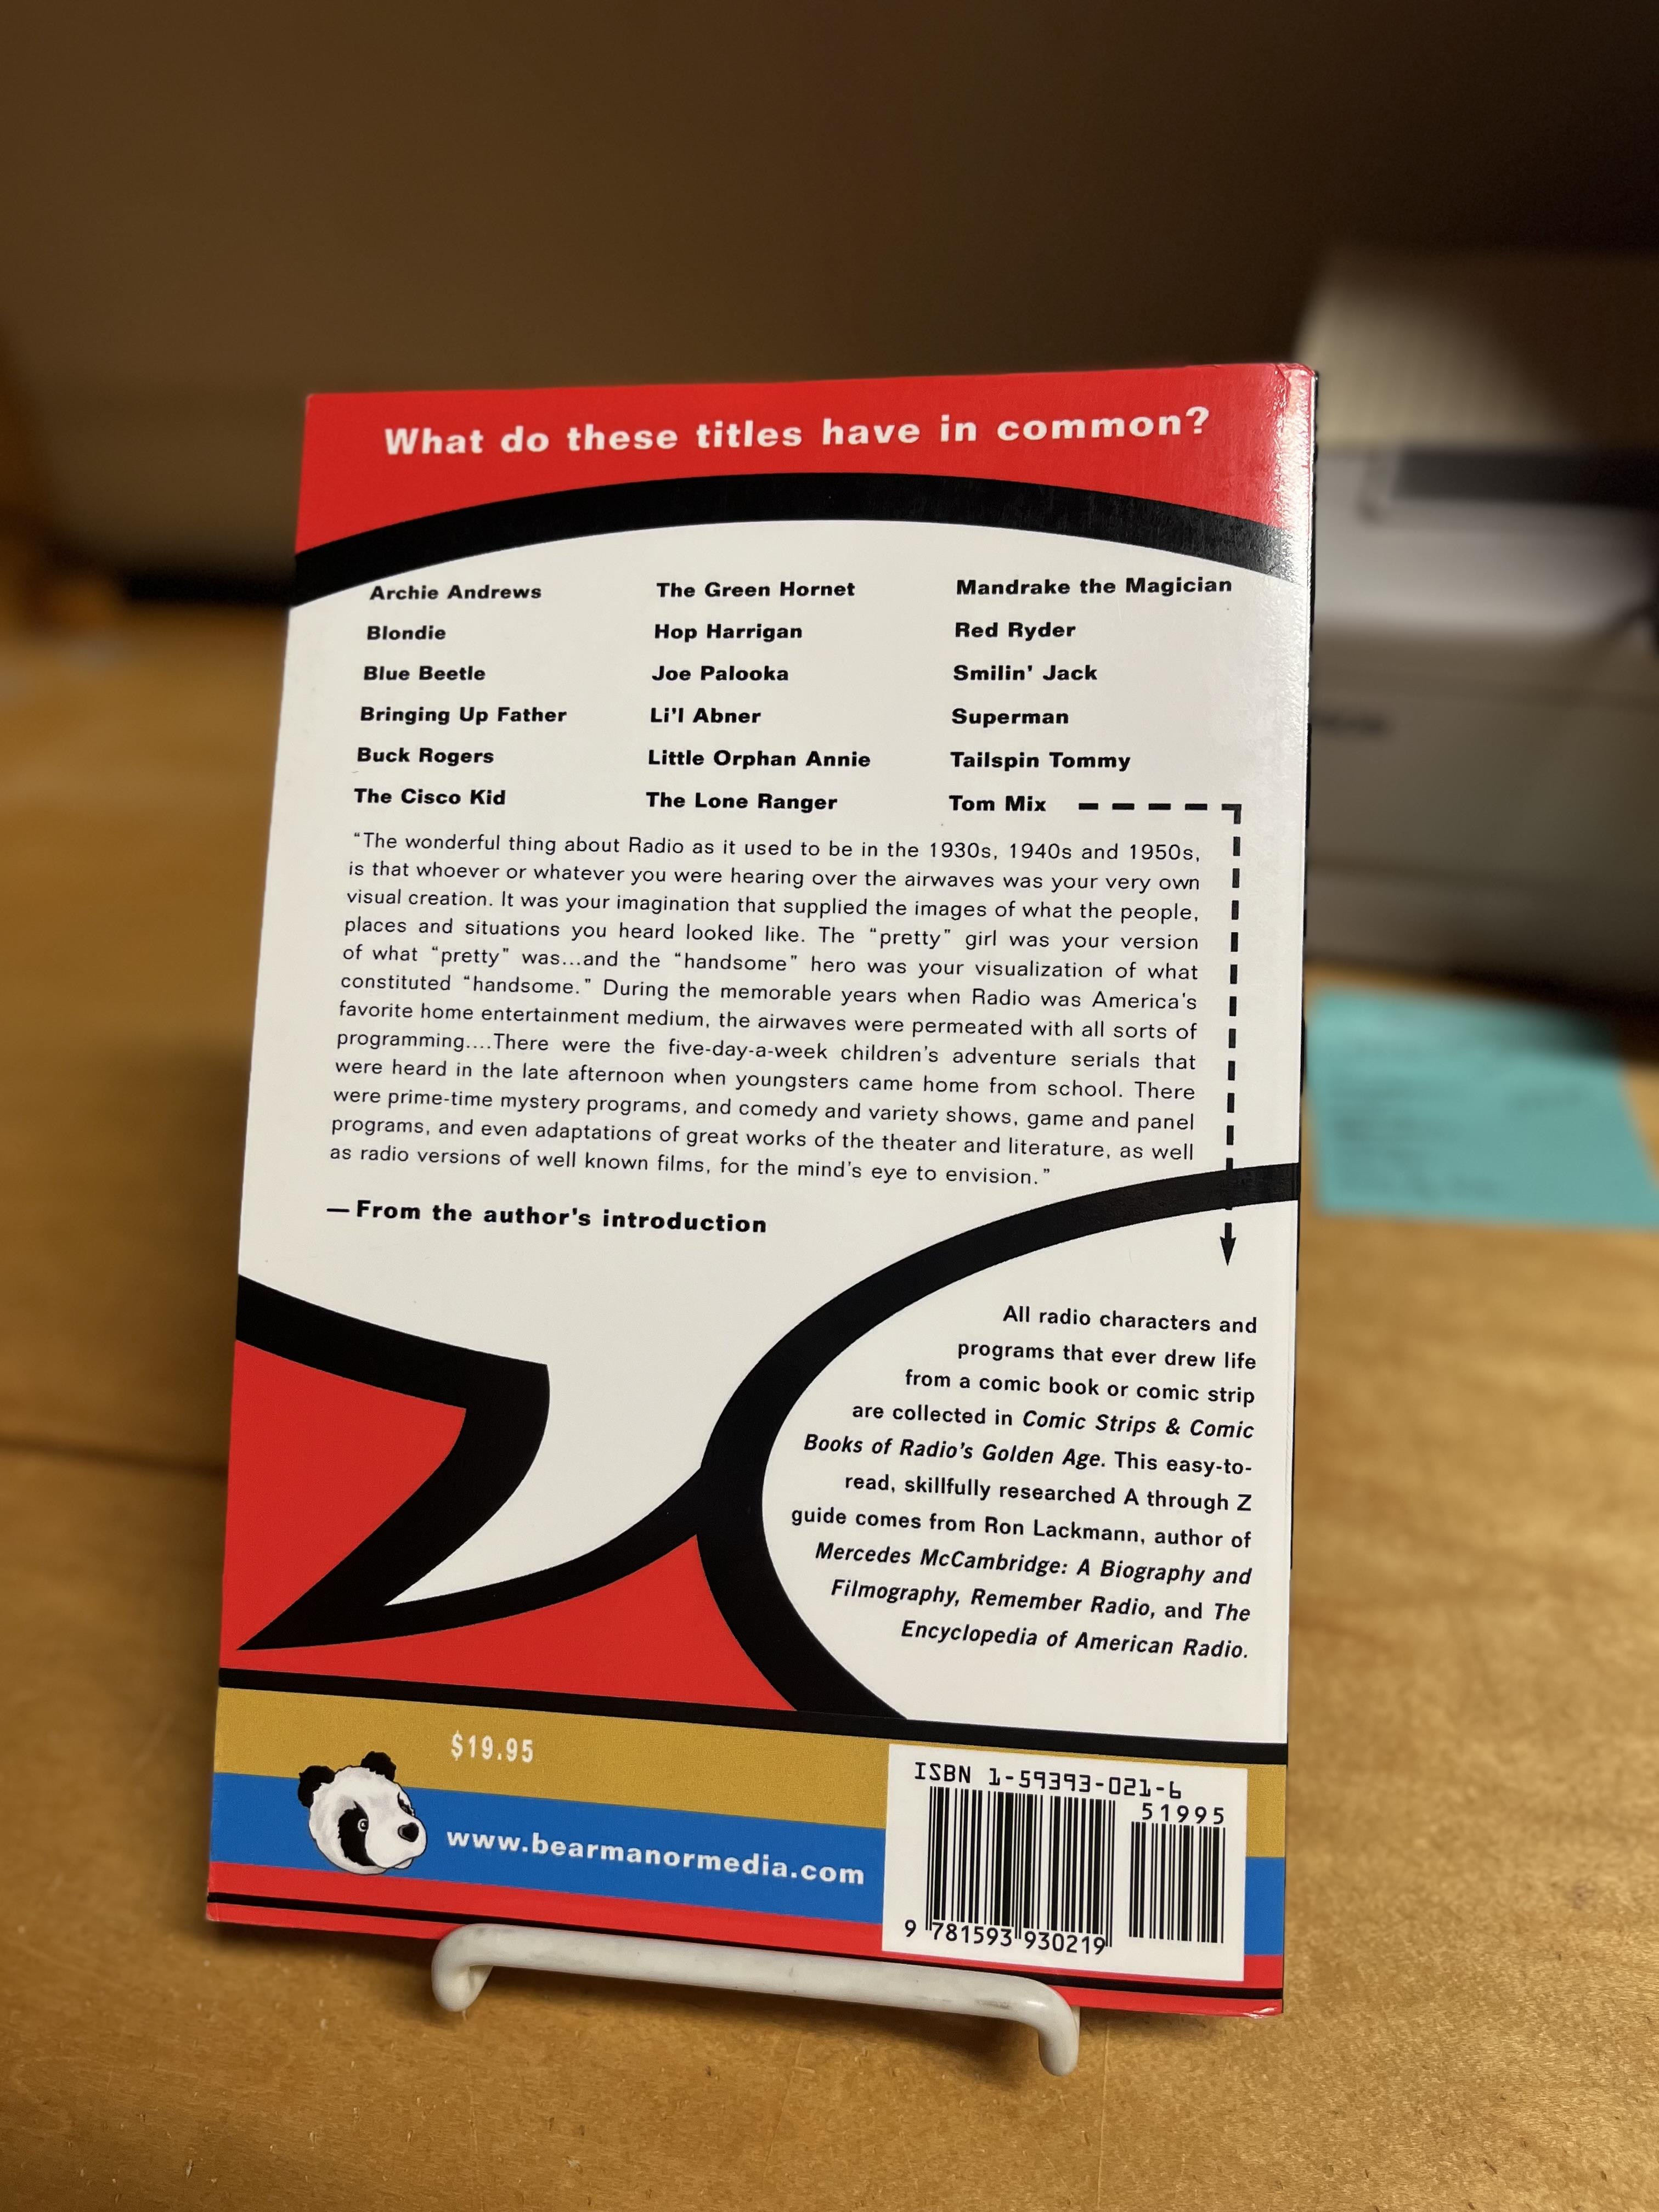 What do these titles have in common?
Archie Andrews
Blondie
Blue Beetle
Bringing Up Father
Buck Rogers
The Cisco Kid
The Green Hornet
Hop Harrigan
Joe Palooka
Li'l Abner
Little Orphan Annie
The Lone Ranger
Mandrake the Magician
Red Ryder
Smilin' Jack
Superman
Tailspin Tommy
Tom Mix
“The wonderful thing about Radio as it used to be in the 1930s, 1940s and 1950s,
is that whoever or whatever you were hearing over the airwaves was your very own
visual creation. It was your imagination that supplied the images of what the people,
places and situations you heard looked like. The “pretty” girl was your version
of what “pretty” was...and the “handsome” hero was your visualization of what
constituted “handsome.” During the memorable years when Radio was America's
favorite home entertainment medium, the airwaves were permeated with all sorts of
programming....There were the five-day-a-week children's adventure serials that
were heard in the late afternoon when youngsters came home from school. There
were prime-time mystery programs, and comedy and variety shows, game and panel
programs, and even adaptations of great works of the theater and literature, as well
as radio versions of well known films, for the mind's eye to envision.”
—From the author's introduction
All radio characters and
programs that ever drew life
from a comic book or comic strip
are collected in Comic Strips & Comic
Books of Radio's Golden Age. This easy-to-
read, skillfully researched A through Z
guide comes from Ron Lackmann, author of
Mercedes McCambridge: A Biography and
Filmography, Remember Radio, and The
Encyclopedia of American Radio.
$19.95
www.bearmanormedia.com
ISBN 1-59393-021-6
51995
9 781593 930219